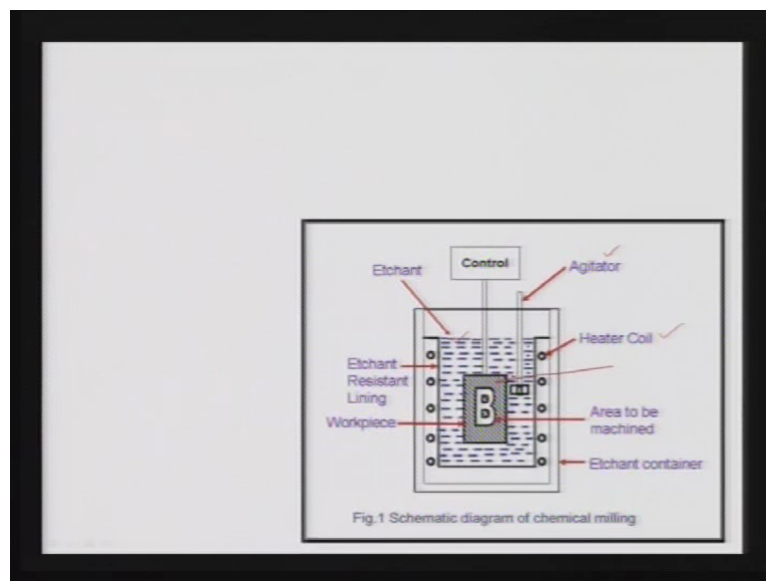 Control
Etchant
Agitator
Heater Coil
Etchant
Resistant
Lining
Workpiece
B
Area to be
machined
Etchant container
Fig.1 Schematic diagram of chemical milling